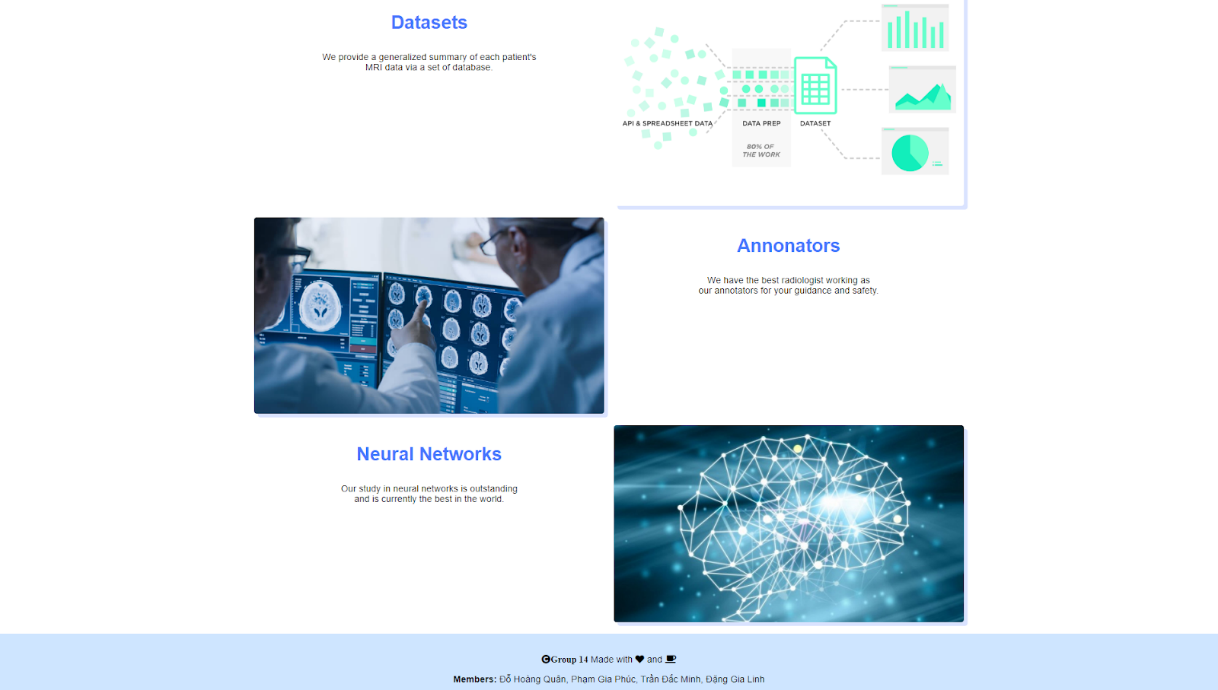 Datasets
We provide a generalized summary of each patient's
MRI data via a set of database.
API & SPREADSHEET DATA
DATA PREP
DATASET
80% OF
THE WORK
Annonators
We have the best radiologist working as
our annotators for your guidance and safety.
Neural Networks
Our study in neural networks is outstanding
and is currently the best in the world.
Group 14 Made with and
Members: Đỗ Hoàng Quân, Phạm Gia Phúc, Trần Đắc Minh, Đặng Gia Linh